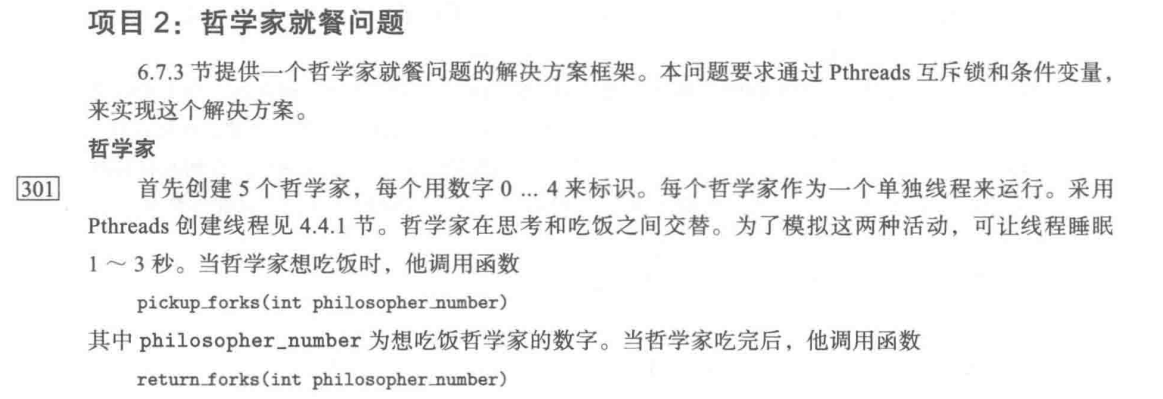 项目 2：哲学家就餐问题
6.7.3 节提供一个哲学家就餐问题的解决方案框架。本问题要求通过 Pthreads 互斥锁和条件变量，
来实现这个解决方案。
哲学家
301
首先创建 5 个哲学家，每个用数字 0 ... 4 来标识。每个哲学家作为一个单独线程来运行。采用
Pthreads 创建线程见 4.4.1 节。哲学家在思考和吃饭之间交替。为了模拟这两种活动，可让线程睡眠
1 ～ 3 秒。当哲学家想吃饭时，他调用函数
pickup_forks(int philosopher_number)
其中 philosopher_number 为想吃饭哲学家的数字。当哲学家吃完后，他调用函数
return_forks(int philosopher_number)